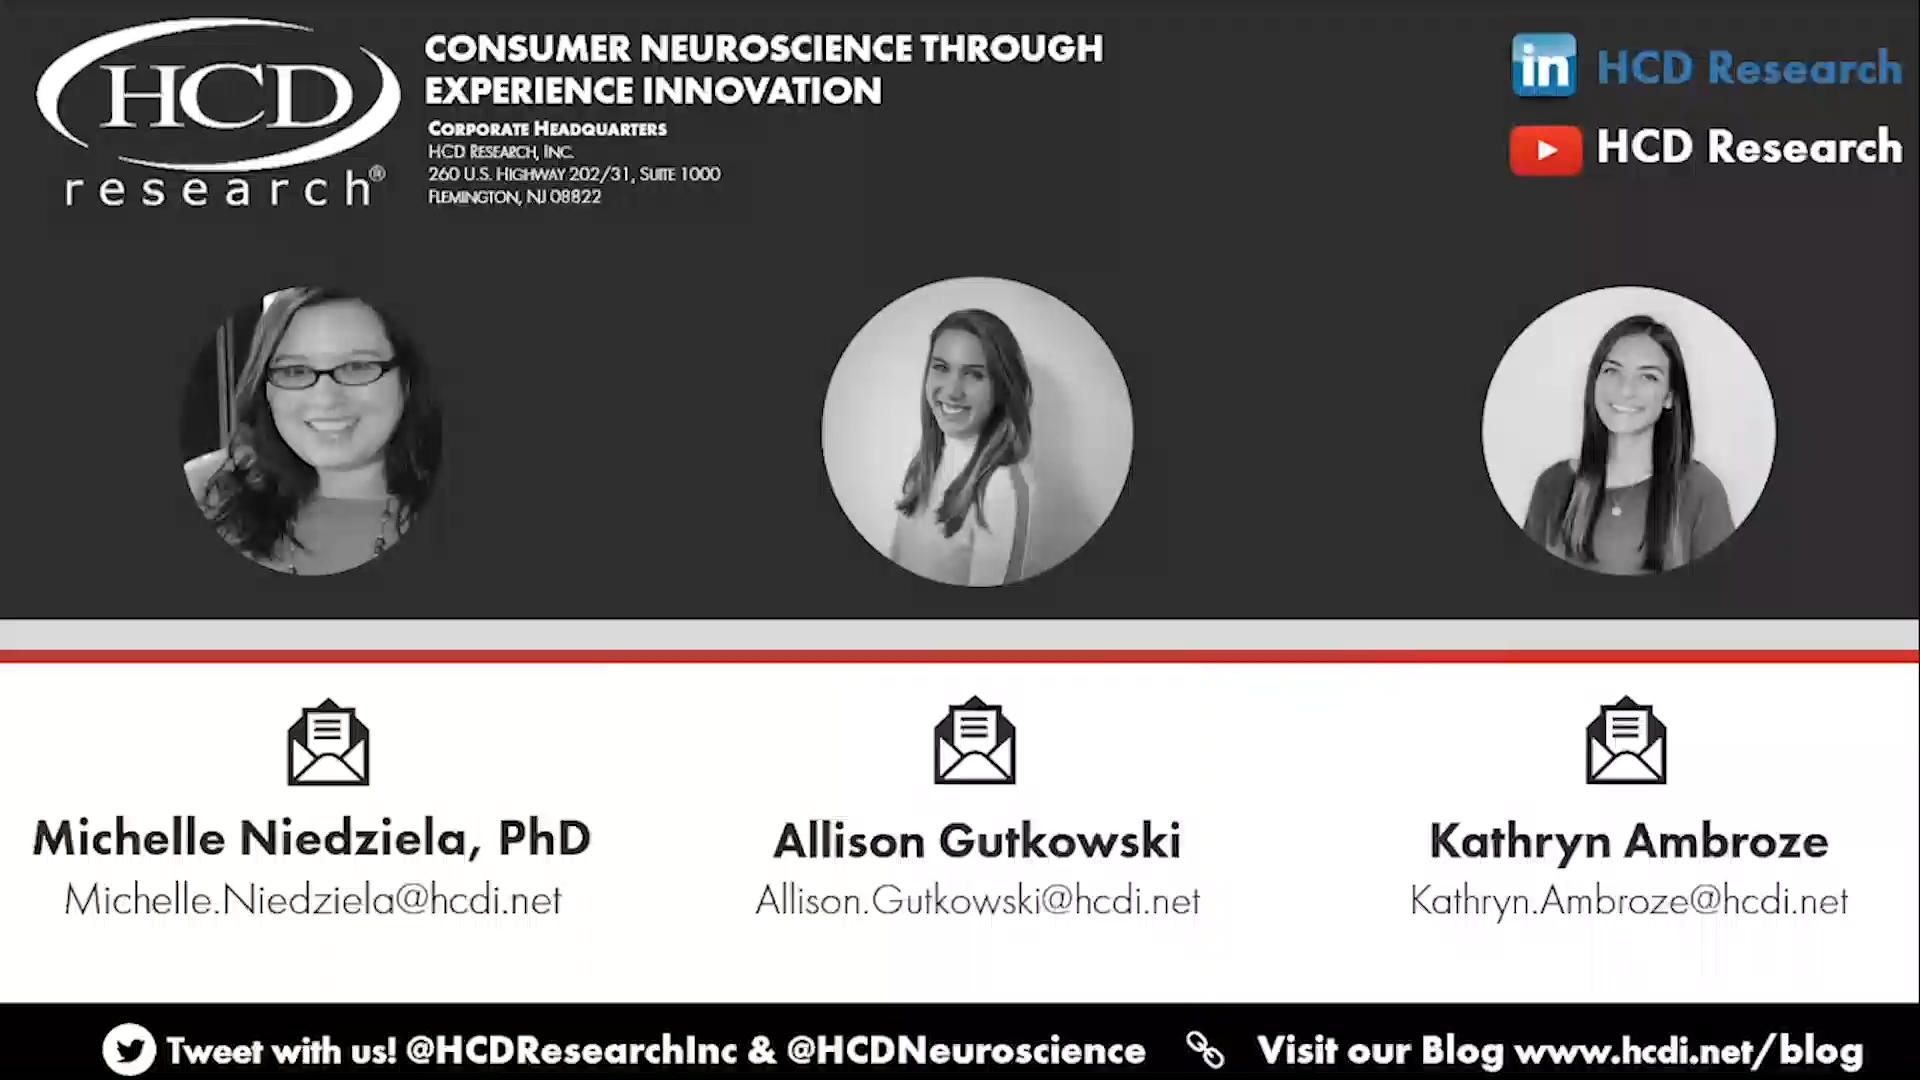 HCD
research®
CONSUMER NEUROSCIENCE THROUGH
EXPERIENCE INNOVATION
CORPORATE HEADQUARTERS
HCD RESEARCH, INC.
260 U.S. HIGHWAY 202/31, SUITE 1000
FLEMINGTON, NJ 08822
in HCD Research
HCD Research
Michelle Niedziela, PhD
Michelle.Niedziela@hcdi.net
Allison Gutkowski
Allison.Gutkowski@hcdi.net
Kathryn Ambroze
Kathryn.Ambroze@hcdi.net
Tweet with us! @HCDResearchInc & @HCDNeuroscience
Visit our Blog www.hcdi.net/blog